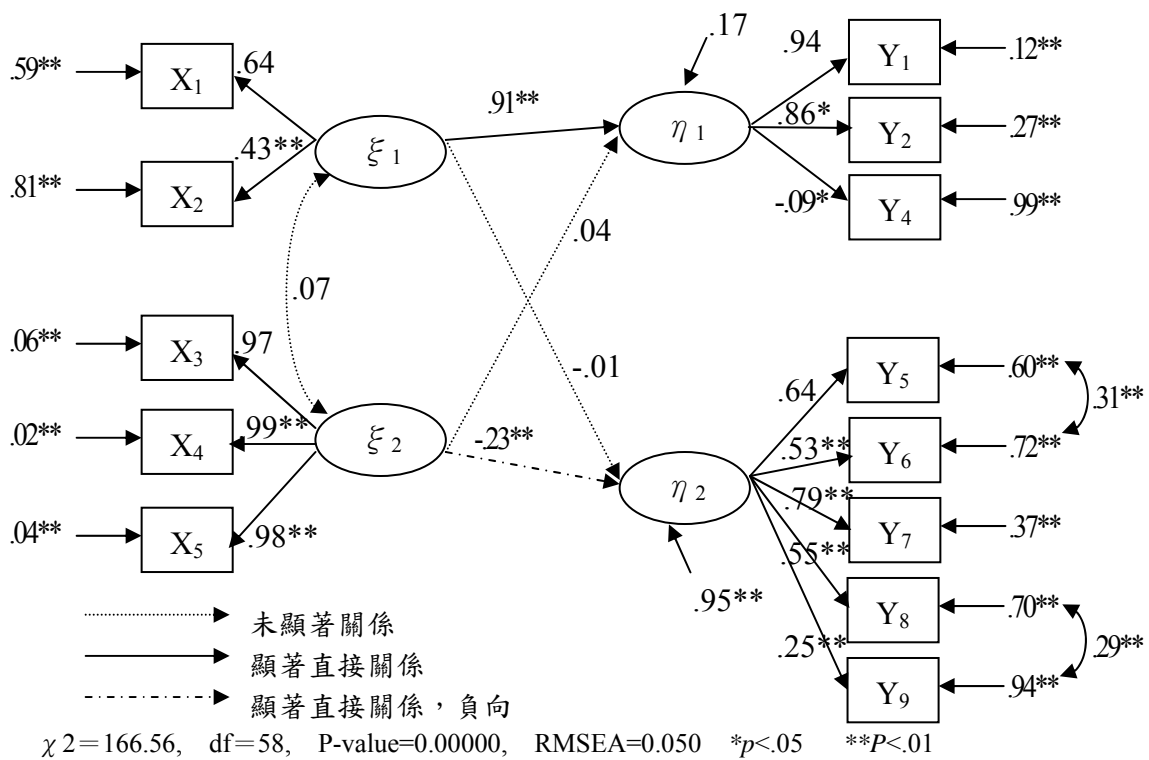 .17
.59** X1 .64 .94 Y1 .12**
.91** η1 .86* Y2 .27**
.43** ξ1
.81** X2 -.09* Y4 .99**
.04
.07
.06** X3 .97 -.01 .64 Y5 .60**
.31**
.02** X4 .99** ξ2 -.23** .53** Y6 .72**
η2 .79** Y7 .37**
.04** X5 .98** .55**
.95** Y8 .70**
未顯著關係 .25** .29**
顯著直接關係 Y9 .94**
顯著直接關係，負向
χ2＝166.56, df＝58, P-value=0.00000, RMSEA=0.050 *p<.05 **P<.01